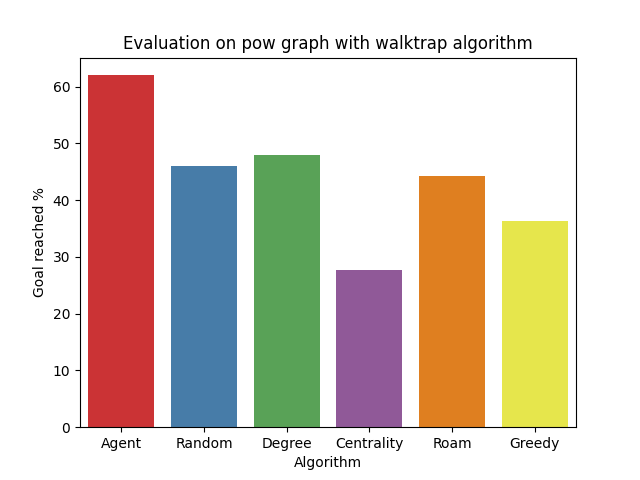 Evaluation on pow graph with walktrap algorithm
60
50
40
30
20
10
0
Goal reached %
Agent Random Degree Centrality Roam Greedy
Algorithm